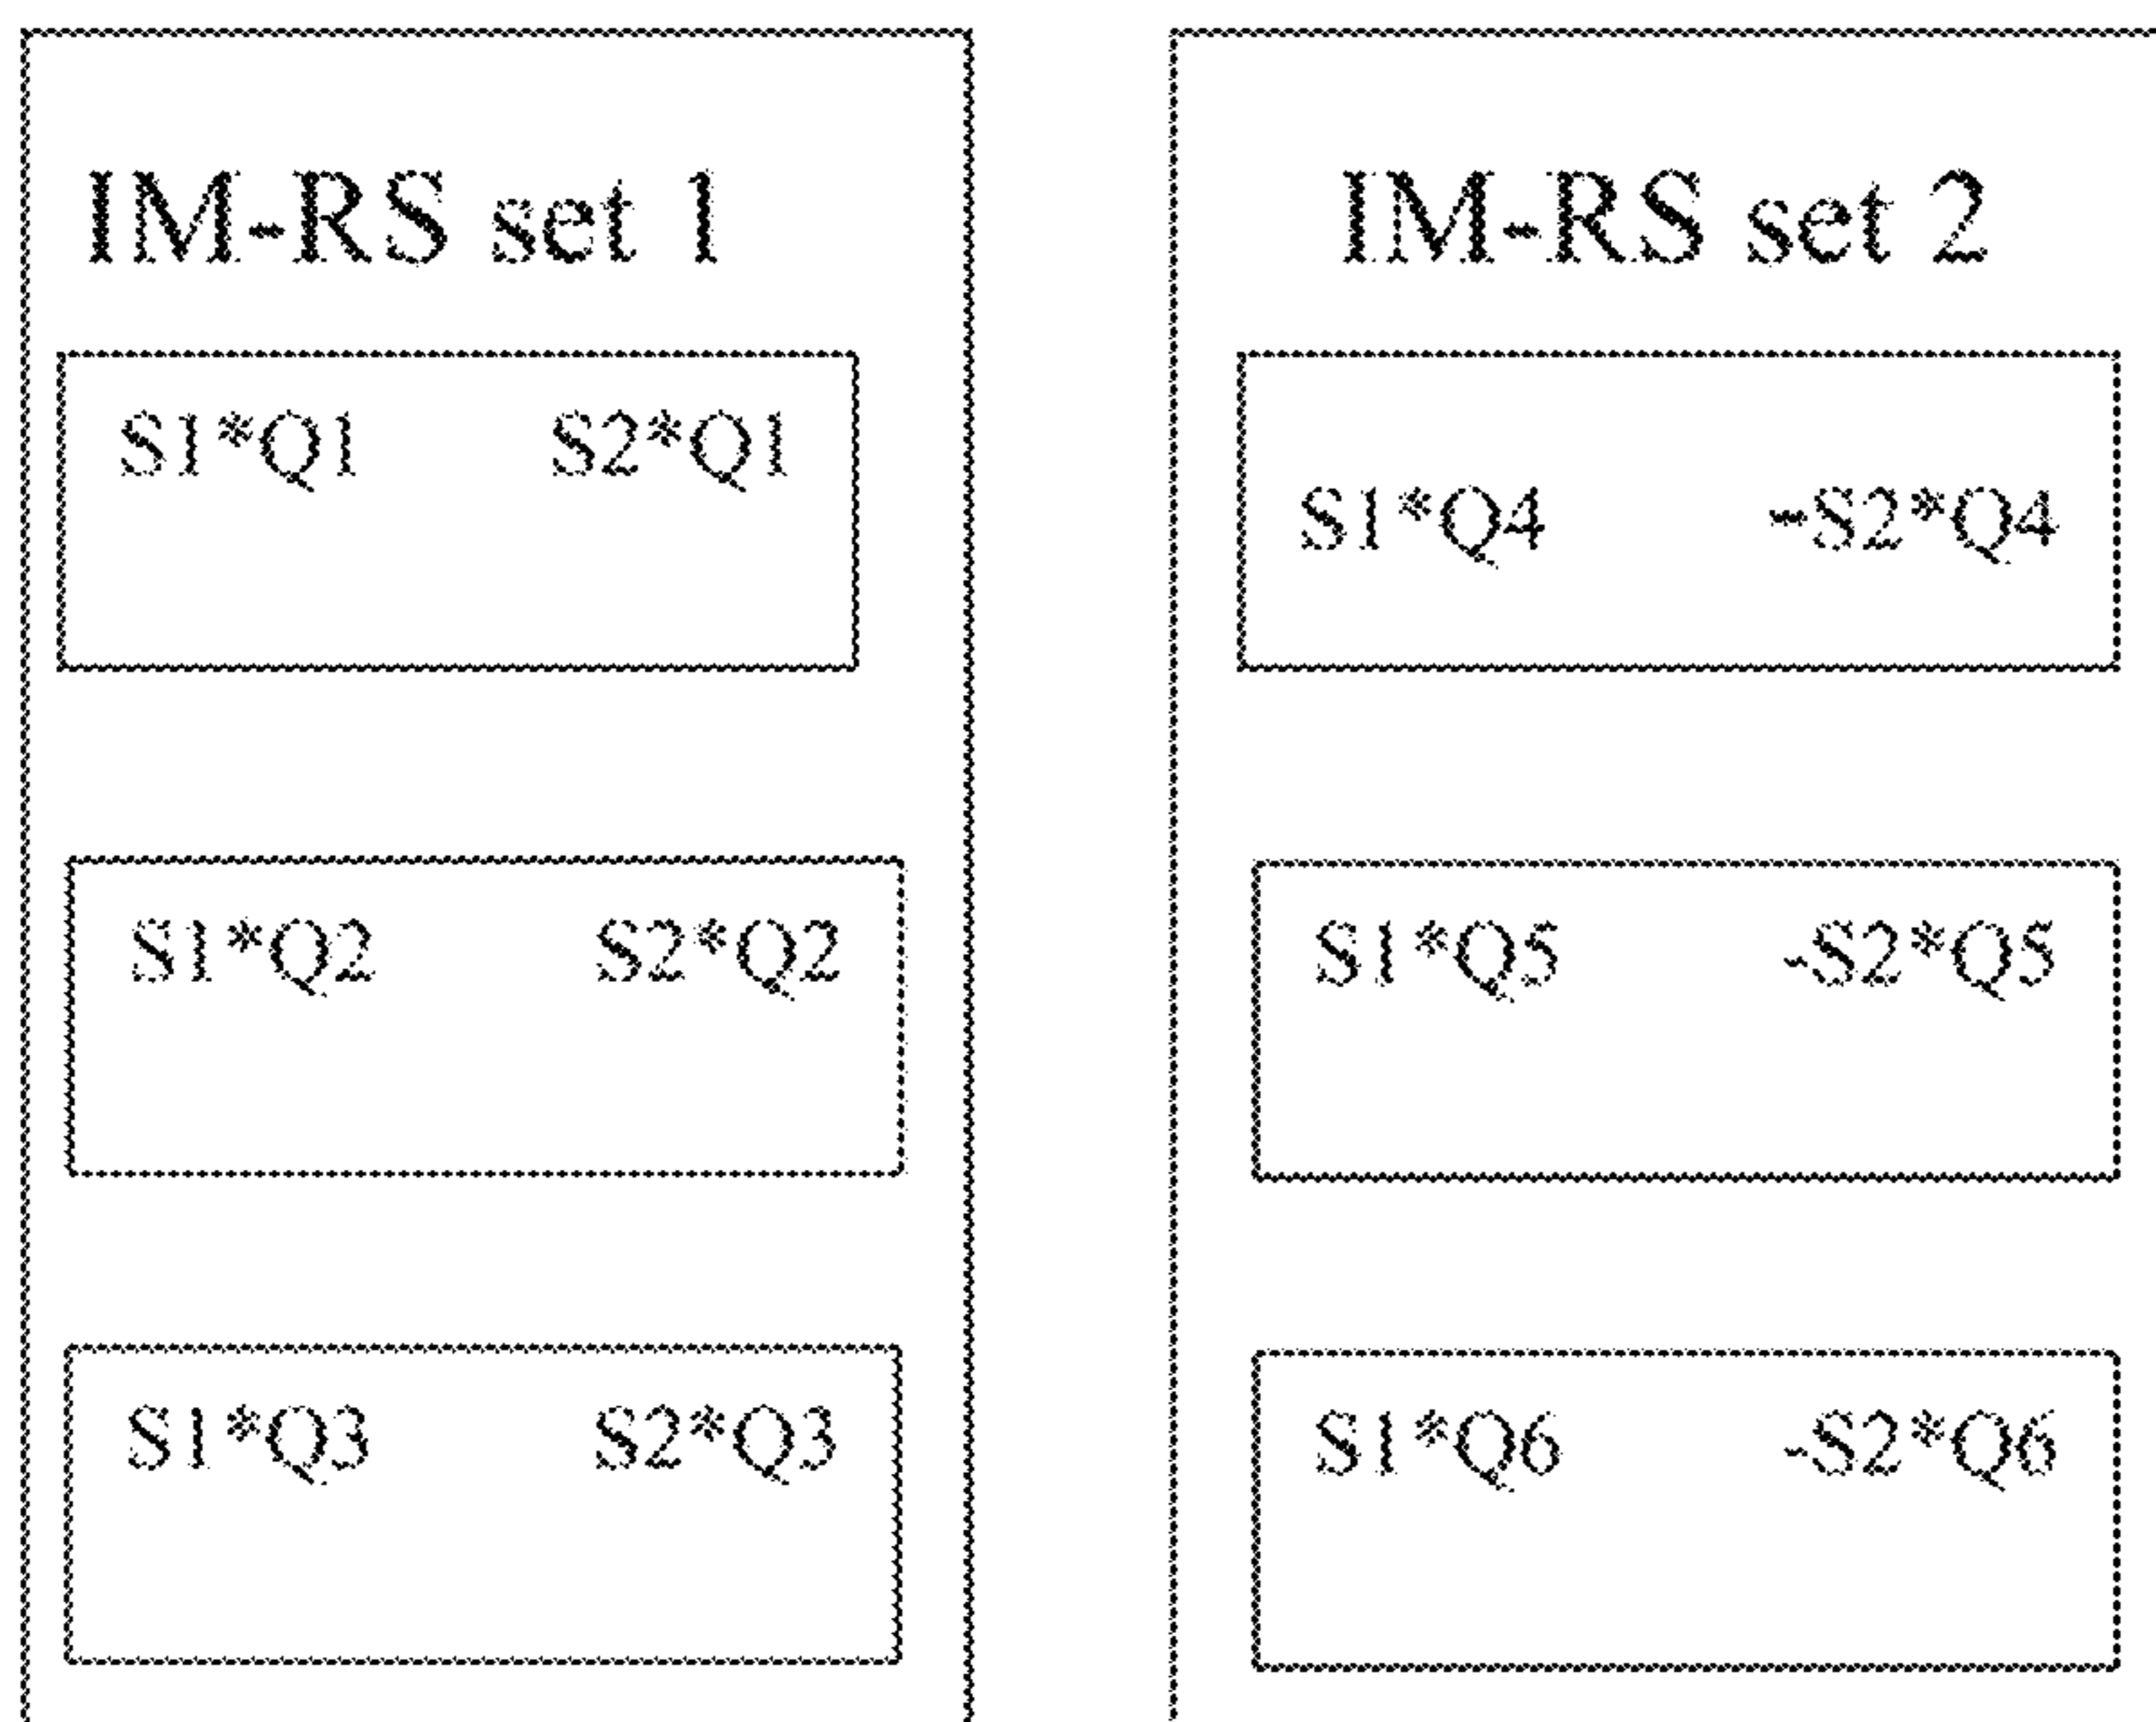 IM-RS set 1
S1*Q1 S2*Q1
S1*Q2 S2*Q2
S1*Q3 S2*Q3
IM-RS set 2
S1*Q4 -S2*Q4
S1*Q5 -S2*Q5
S1*Q6 -S2*Q6